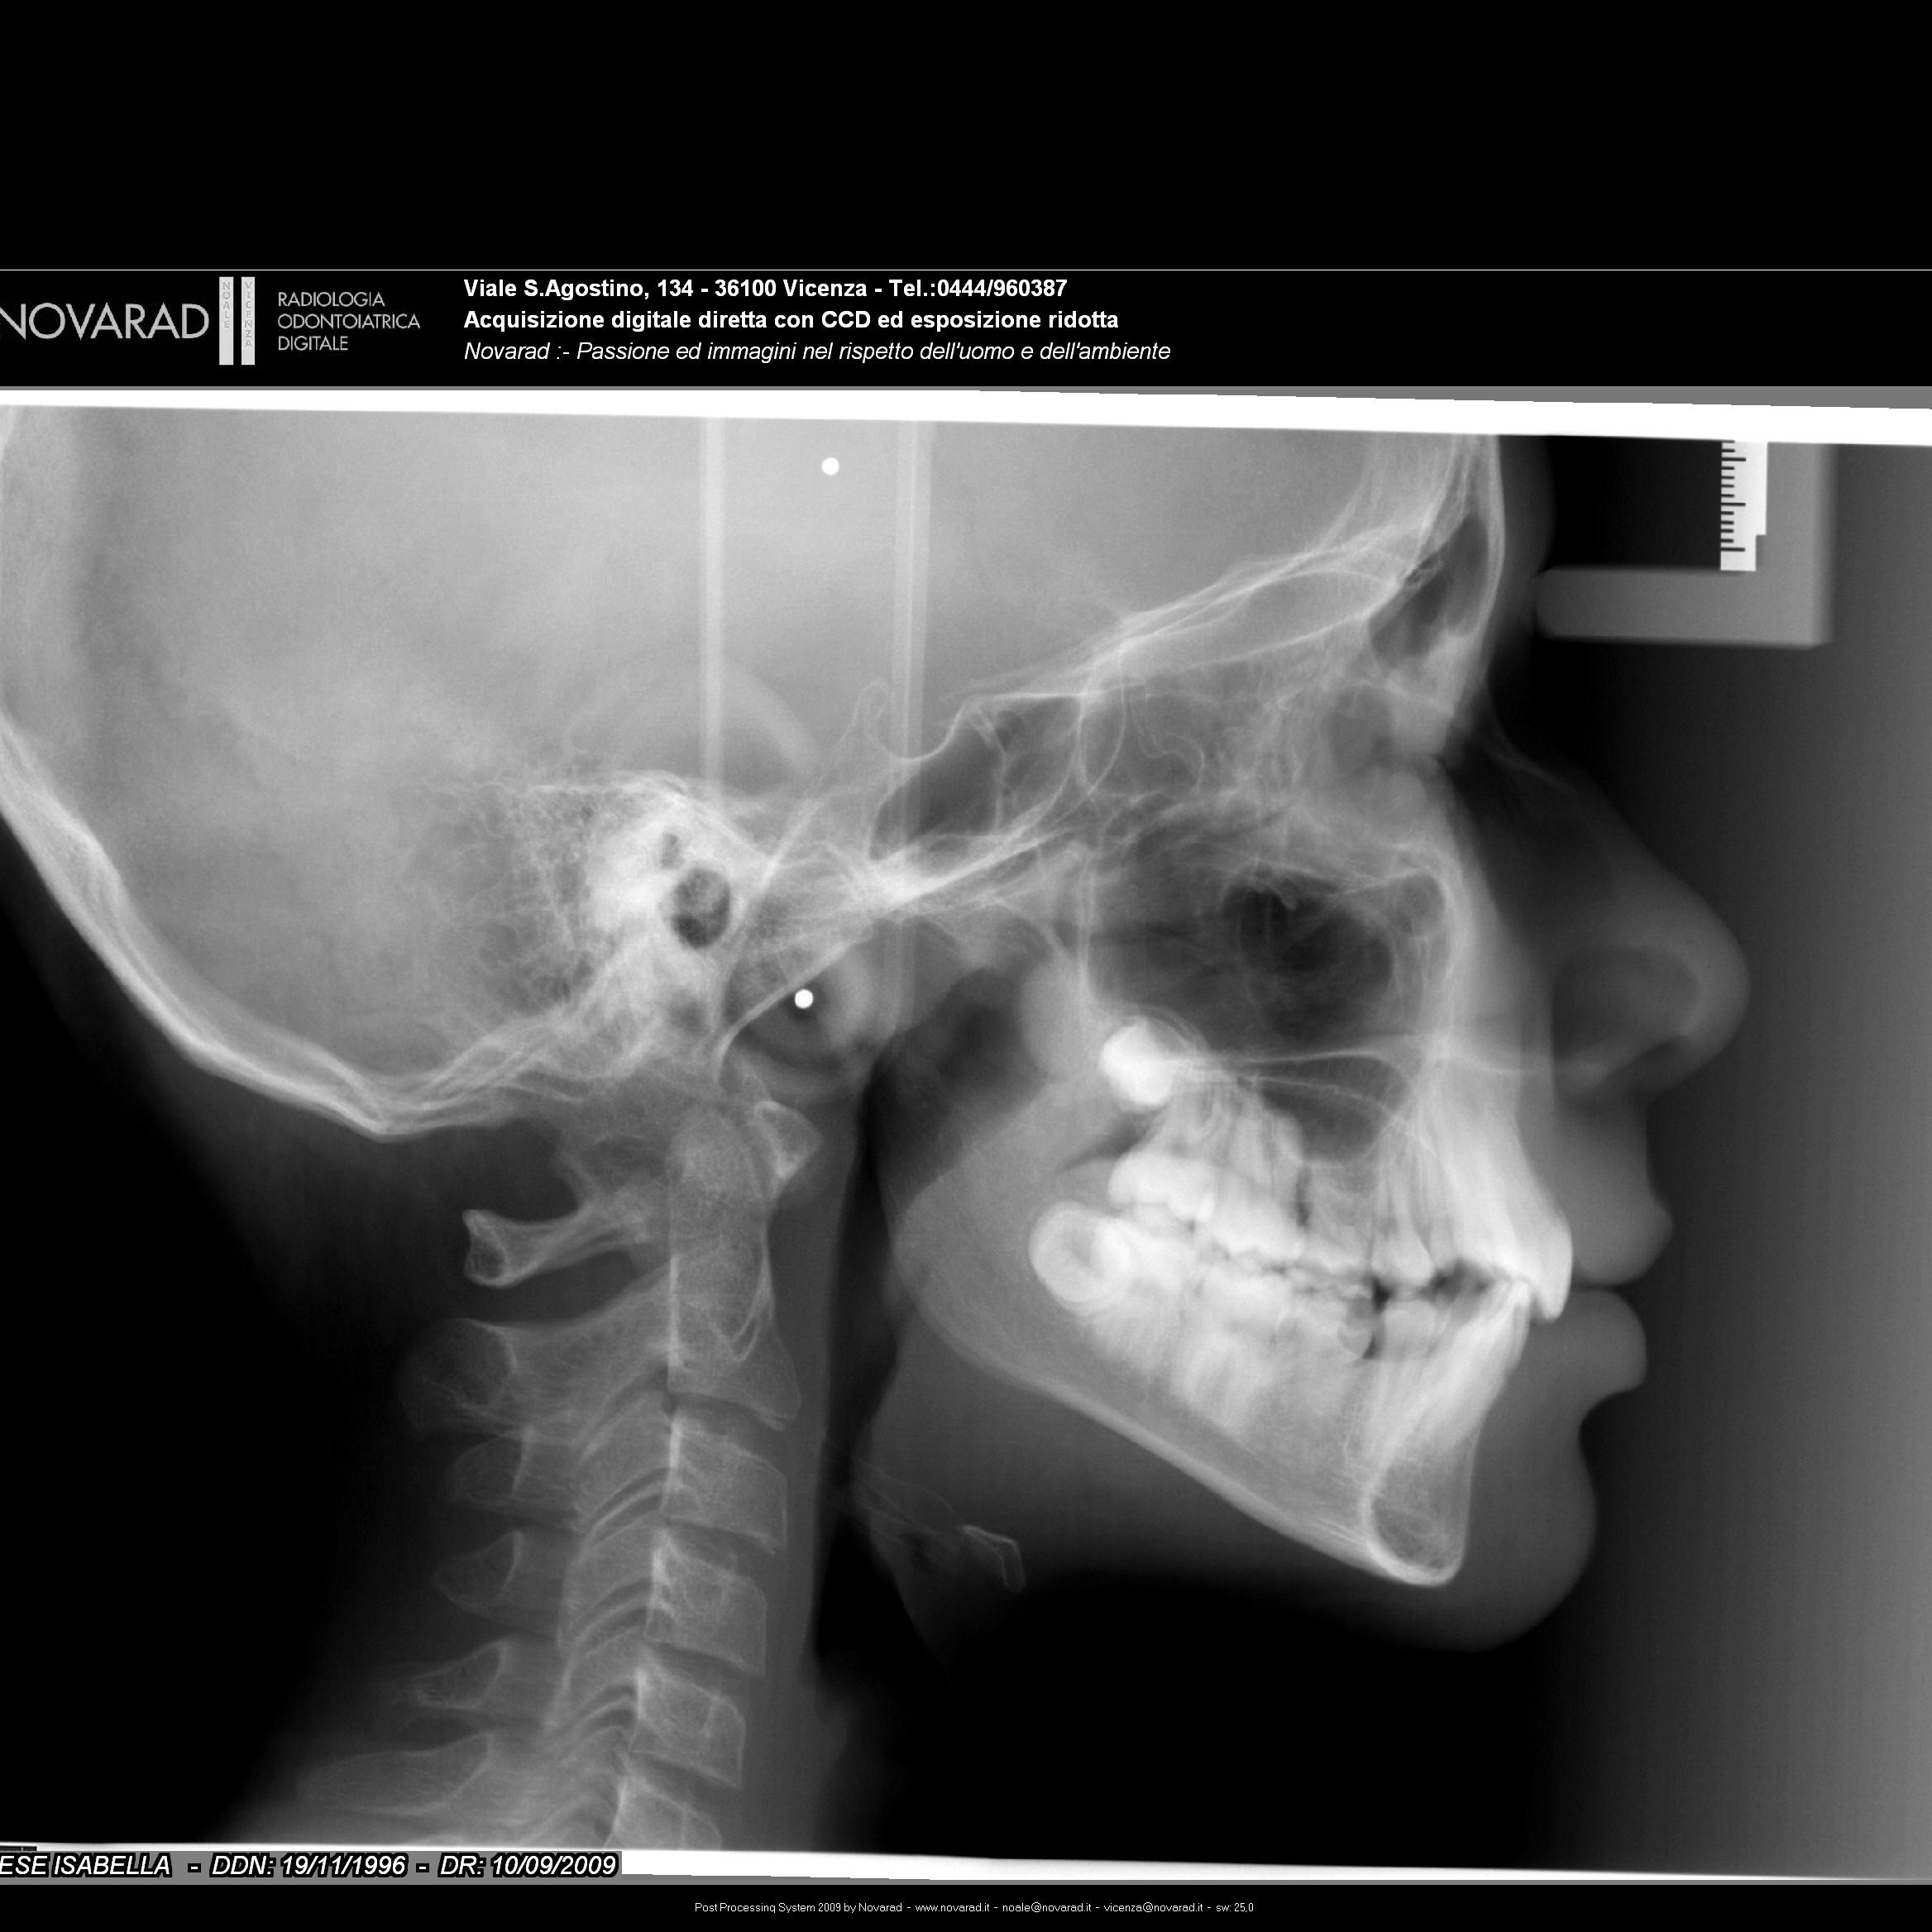 NOVARAD
NOALE
VICENZA
RADIOLOGIA
ODONTOIATRICA
DIGITALE
Viale S.Agostino, 134 - 36100 Vicenza - Tel.:0444/960387
Acquisizione digitale diretta con CCD ed esposizione ridotta
Novarad :- Passione ed immagini nel rispetto dell'uomo e dell'ambiente
ESE ISABELLA - DDN: 19/11/1996 - DR: 10/09/2009
Post Processing System 2009 by Novarad - www.novarad.it - noale@novarad.it - vicenza@novarad.it - sw: 25,0